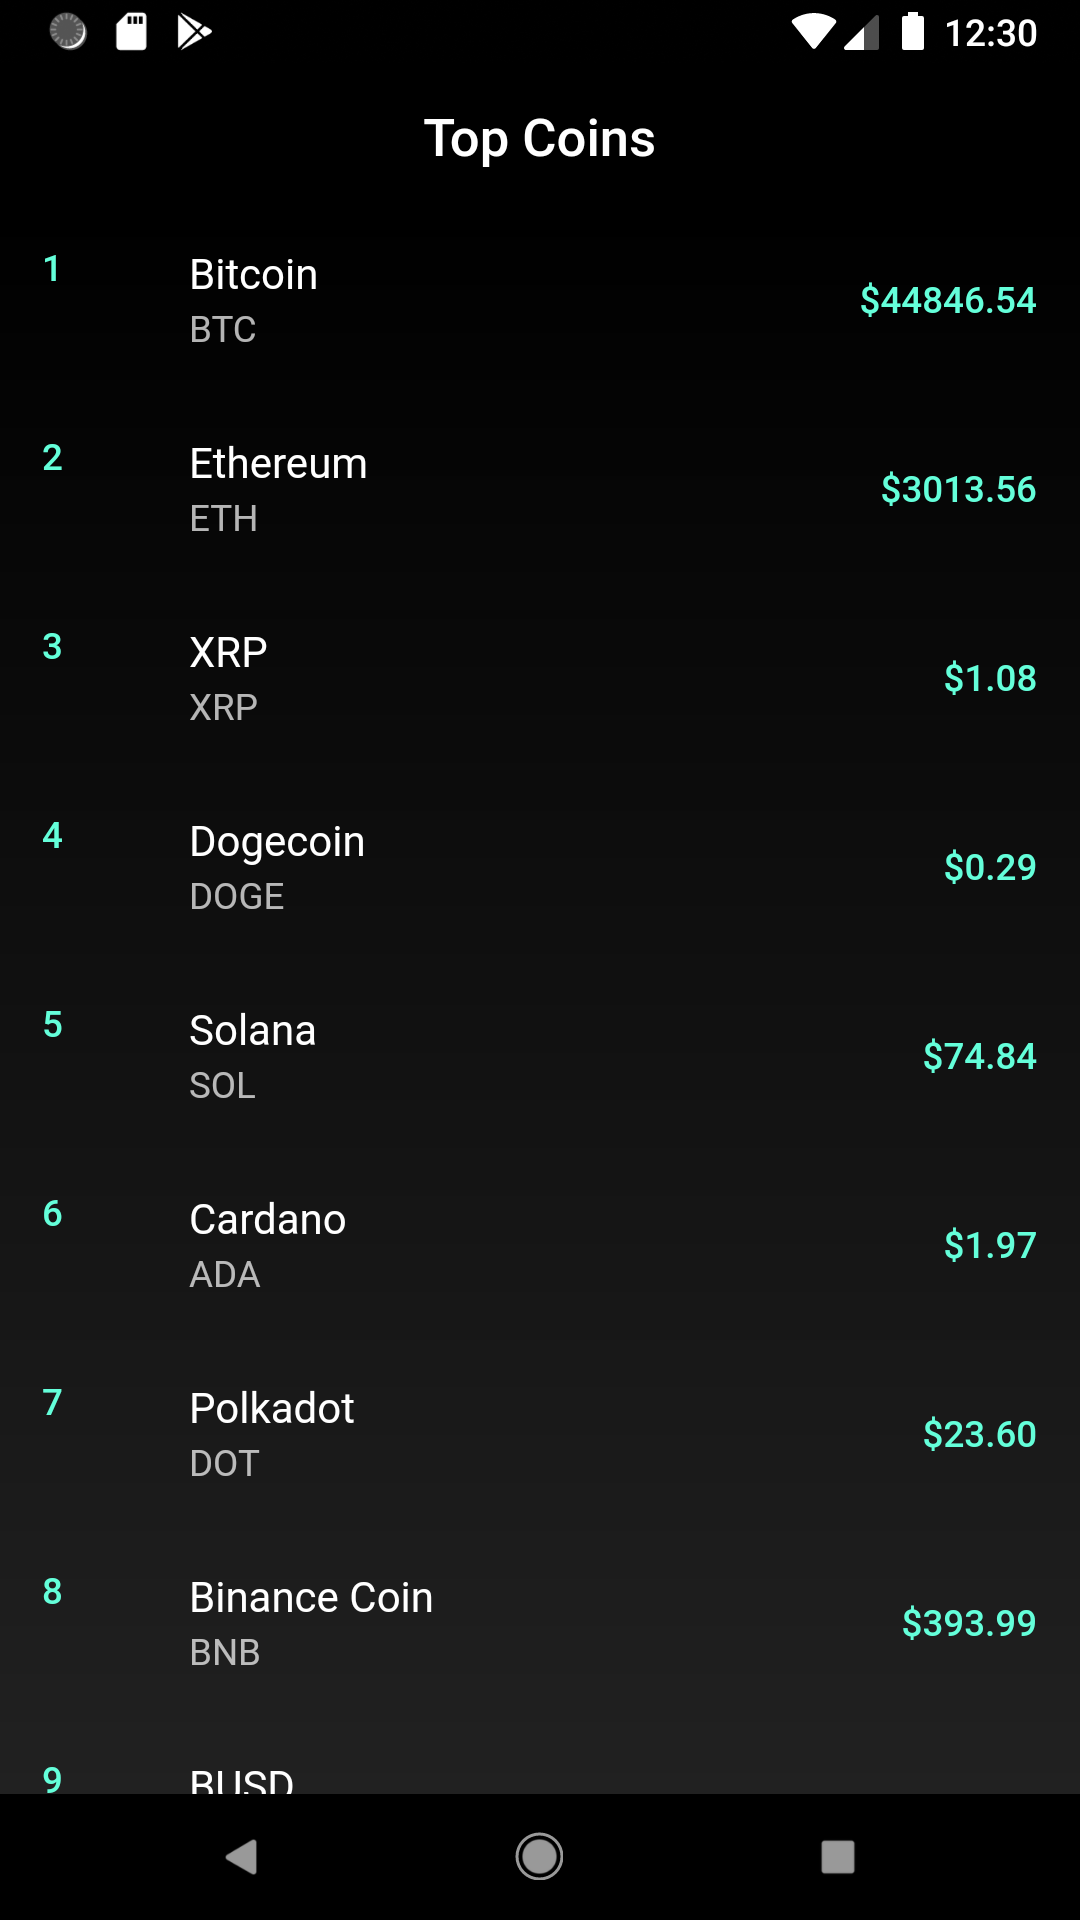 12:30
Top Coins
1
Bitcoin
BTC
$44846.54
2
Ethereum
ETH
$3013.56
3
XRP
XRP
$1.08
4
Dogecoin
DOGE
$0.29
5
Solana
SOL
$74.84
6
Cardano
ADA
$1.97
7
Polkadot
DOT
$23.60
8
Binance Coin
BNB
$393.99
9
BUSD